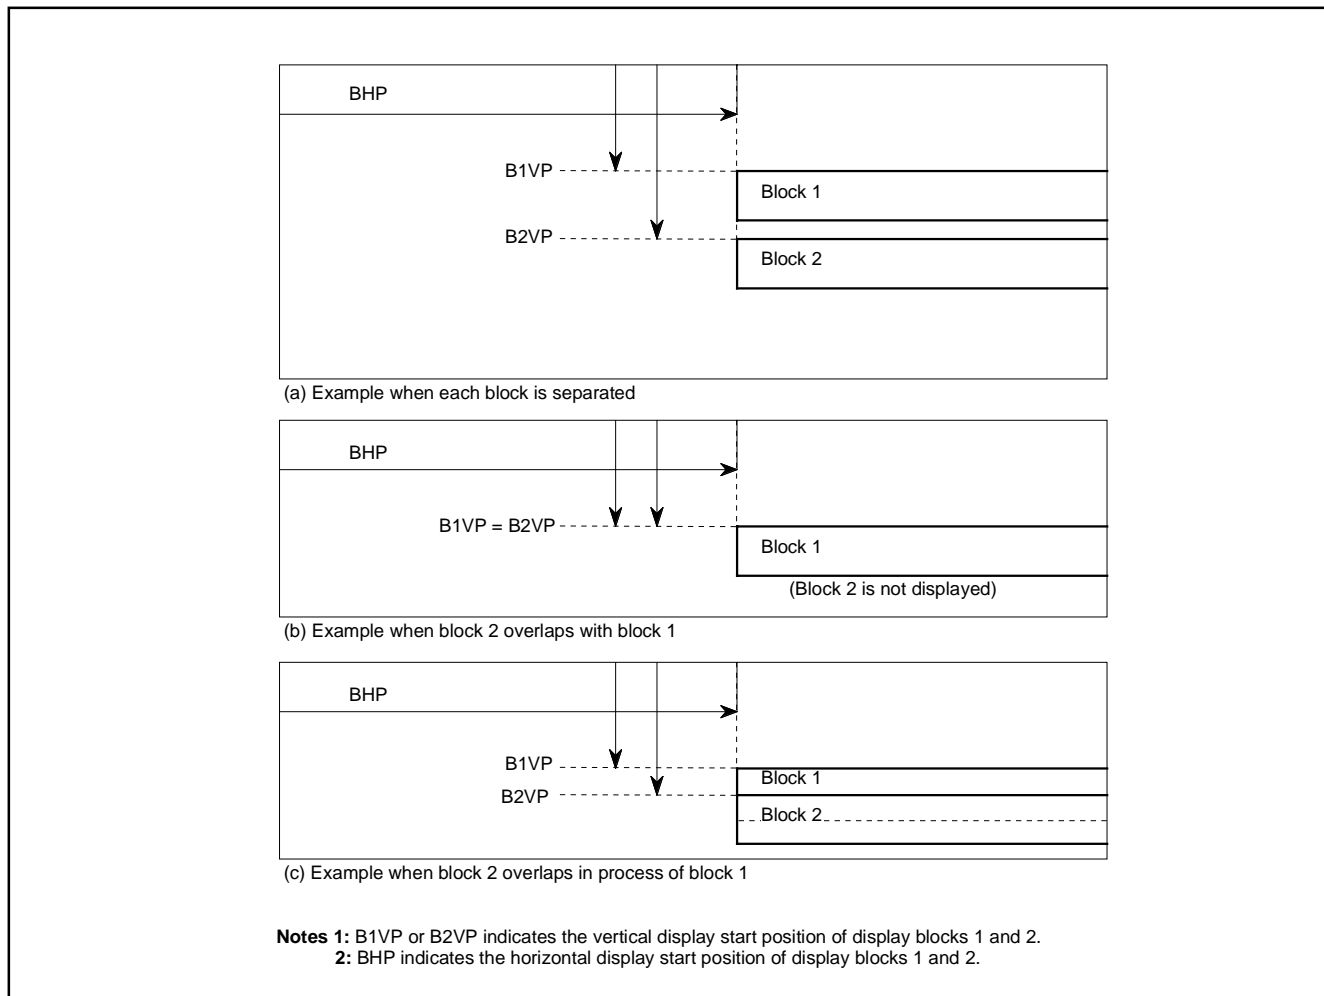 BHP
B1VP
Block 1
B2VP
Block 2
(a) Example when each block is separated
BHP
B1VP = B2VP
Block 1
(Block 2 is not displayed)
(b) Example when block 2 overlaps with block 1
BHP
B1VP
Block 1
B2VP
Block 2
(c) Example when block 2 overlaps in process of block 1
Notes 1: B1VP or B2VP indicates the vertical display start position of display blocks 1 and 2.
2: BHP indicates the horizontal display start position of display blocks 1 and 2.